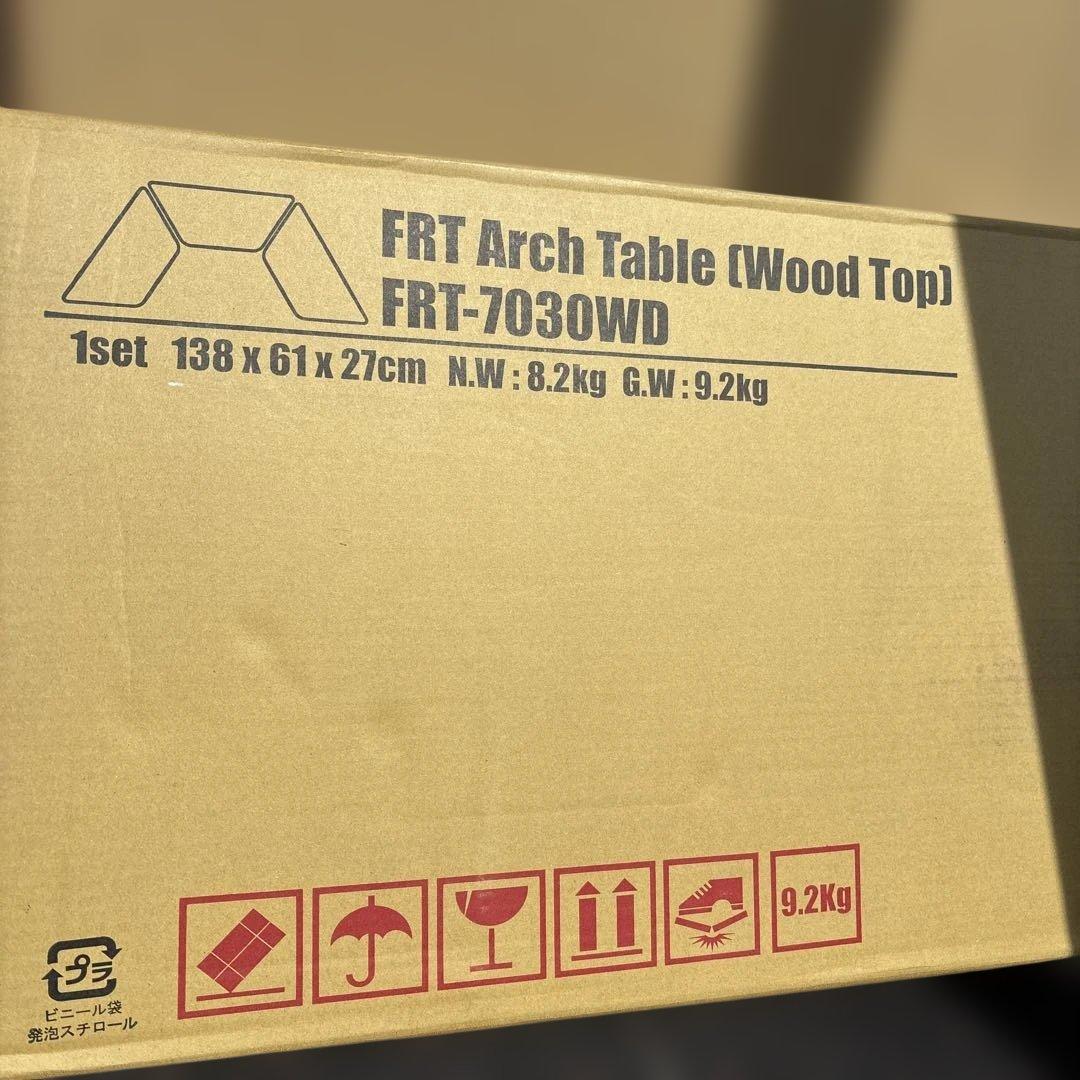 FRT Arch Table (Wood Top)
FRT-7030WD
1set 138 x 61 x 27cm N.W : 8.2kg G.W : 9.2kg
9.2Kg
プラ
ビニール袋
発泡スチロール